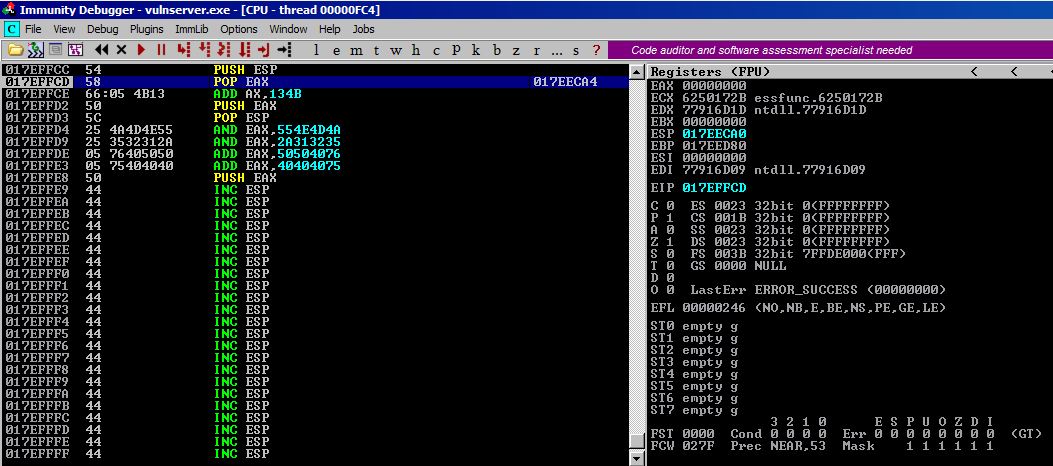 Immunity Debugger - vulnserver.exe - [CPU - thread 00000FC4]
C File View Debug Plugins ImmLib Options Window Help Jobs
l e m t w h c p k b z r ... s ? Code auditor and software assessment specialist needed
017EFFCC 54 PUSH ESP
017EFFCD 58 POP EAX 017EECA4
017EFFCE 66:05 4B13 ADD AX,134B
017EFFD2 50 PUSH EAX
017EFFD3 5C POP ESP
017EFFD4 25 4A4D4E55 AND EAX,554E4D4A
017EFFD9 25 3532312A AND EAX,2A313235
017EFFDE 05 76405050 ADD EAX,50504076
017EFFE3 05 75404040 ADD EAX,40404075
017EFFE8 50 PUSH EAX
017EFFE9 44 INC ESP
017EFFEA 44 INC ESP
017EFFEB 44 INC ESP
017EFFEC 44 INC ESP
017EFFED 44 INC ESP
017EFFEE 44 INC ESP
017EFFEF 44 INC ESP
017EFFF0 44 INC ESP
017EFFF1 44 INC ESP
017EFFF2 44 INC ESP
017EFFF3 44 INC ESP
017EFFF4 44 INC ESP
017EFFF5 44 INC ESP
017EFFF6 44 INC ESP
017EFFF7 44 INC ESP
017EFFF8 44 INC ESP
017EFFF9 44 INC ESP
017EFFFA 44 INC ESP
017EFFFB 44 INC ESP
017EFFFC 44 INC ESP
017EFFFD 44 INC ESP
017EFFFE 44 INC ESP
017EFFFF 44 INC ESP
Registers (FPU) < <
EAX 00000000
ECX 6250172B essfunc.6250172B
EDX 77916D1D ntdll.77916D1D
EBX 00000000
ESP 017EECA0
EBP 017EED80
ESI 00000000
EDI 77916D09 ntdll.77916D09
EIP 017EFFCD
C 0 ES 0023 32bit 0(FFFFFFFF)
P 1 CS 001B 32bit 0(FFFFFFFF)
A 0 SS 0023 32bit 0(FFFFFFFF)
Z 1 DS 0023 32bit 0(FFFFFFFF)
S 0 FS 003B 32bit 7FFDE000(FFF)
T 0 GS 0000 NULL
D 0
O 0 LastErr ERROR_SUCCESS (00000000)
EFL 00000246 (NO,NB,E,BE,NS,PE,GE,LE)
ST0 empty g
ST1 empty g
ST2 empty g
ST3 empty g
ST4 empty g
ST5 empty g
ST6 empty g
ST7 empty g
3 2 1 0 E S P U O Z D I
FST 0000 Cond 0 0 0 0 Err 0 0 0 0 0 0 0 0 (GT)
FCW 027F Prec NEAR,53 Mask 1 1 1 1 1 1